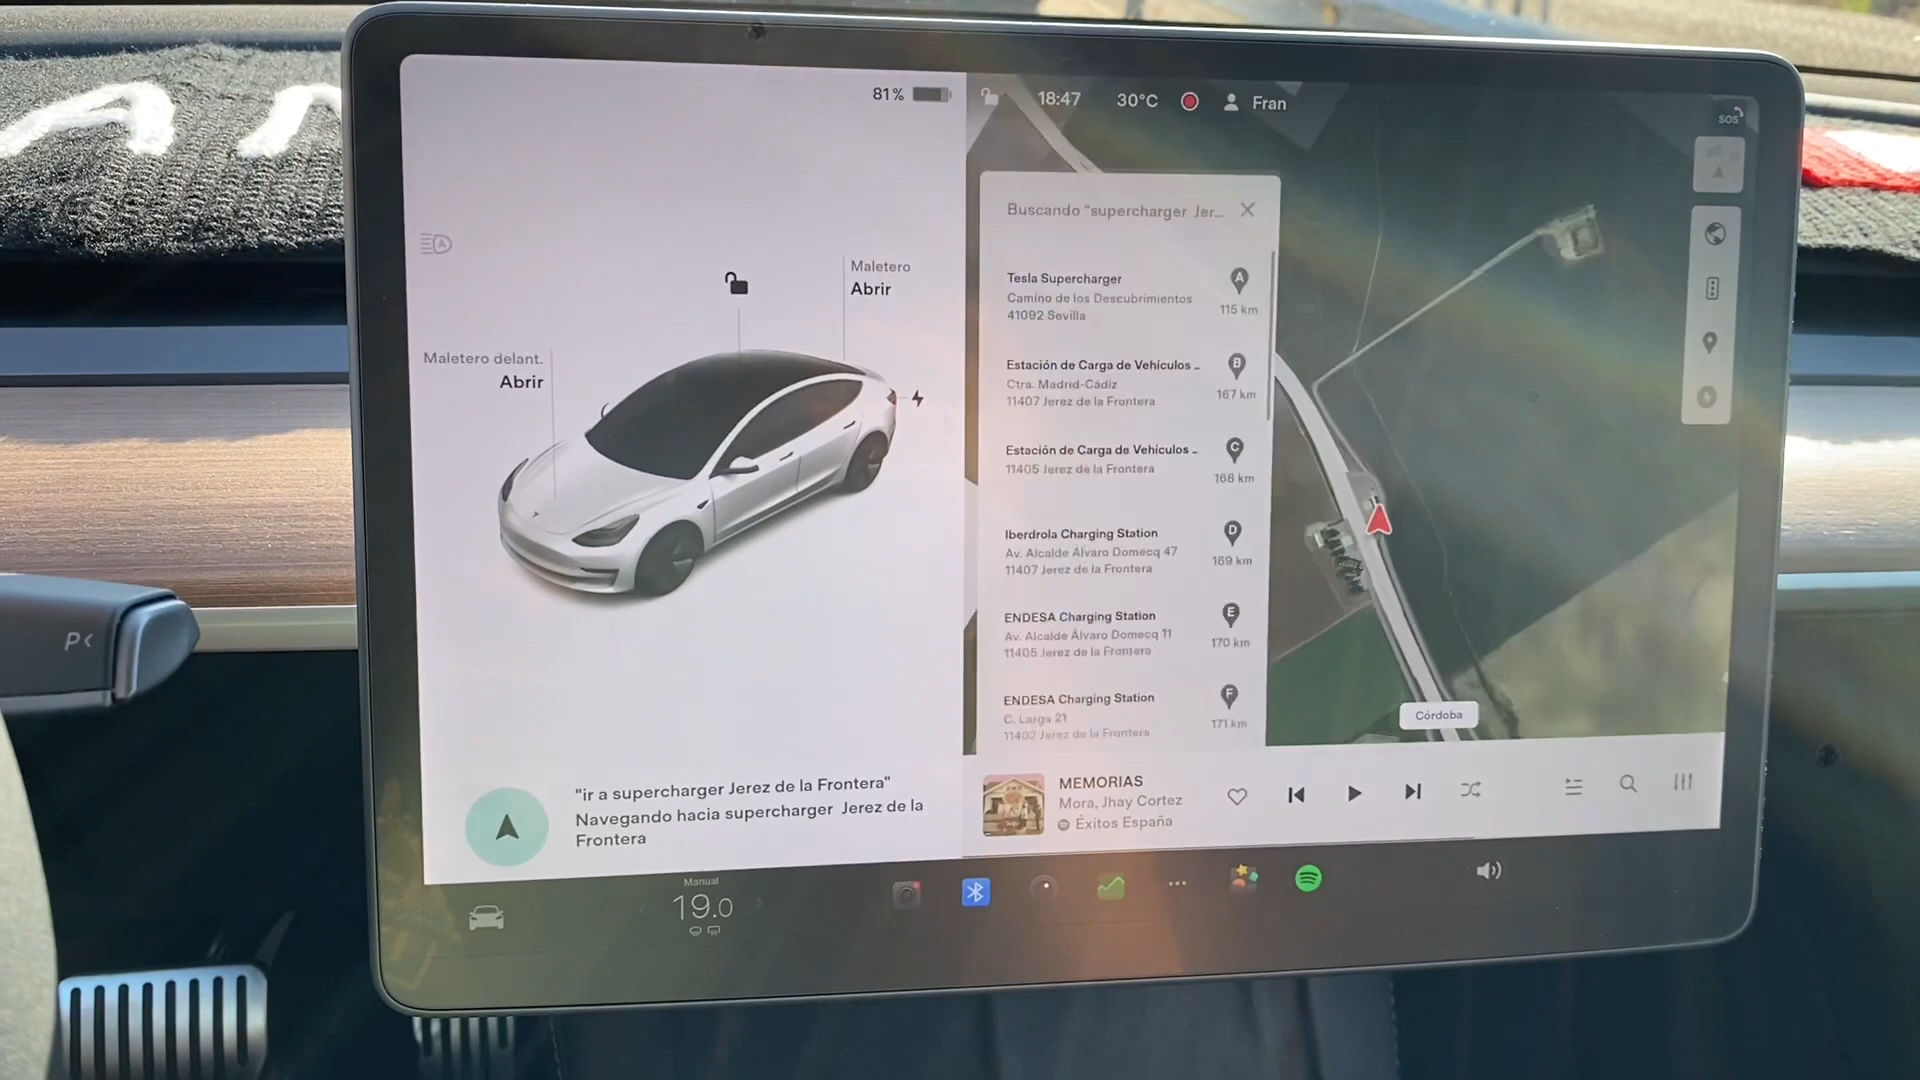 81%
18:47
30°C
Fran
SOS
Buscando "supercharger Jer...
Maletero
Abrir
Maletero delant.
Abrir
Tesla Supercharger
Camino de los Descubrimientos
41092 Sevilla
A
115 km
Estación de Carga de Vehículos ...
Ctra. Madrid-Cádiz
11407 Jerez de la Frontera
B
167 km
Estación de Carga de Vehículos ...
11405 Jerez de la Frontera
C
168 km
Iberdrola Charging Station
Av. Alcalde Álvaro Domecq 47
11407 Jerez de la Frontera
D
169 km
ENDESA Charging Station
Av. Alcalde Álvaro Domecq 11
11405 Jerez de la Frontera
E
170 km
ENDESA Charging Station
C. Larga 21
11402 Jerez de la Frontera
F
171 km
Córdoba
P<
"ir a supercharger Jerez de la Frontera"
Navegando hacia supercharger Jerez de la
Frontera
MEMORIAS
Mora, Jhay Cortez
Éxitos España
Manual
19.0